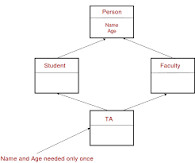 Person
Name
Age
Student
Faculty
TA
Name and Age needed only once